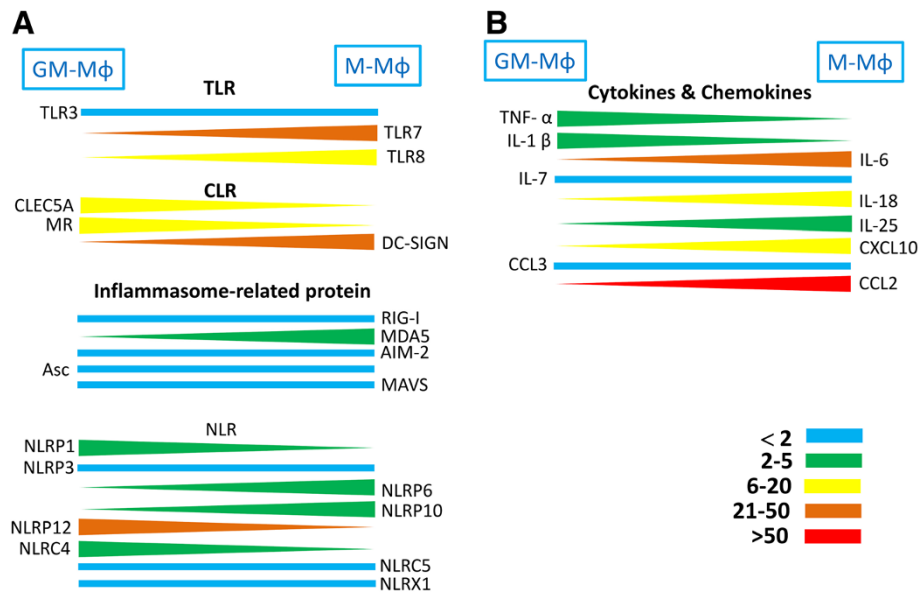 A
GM-Mϕ
M-Mϕ
TLR
TLR3
TLR7
TLR8
CLR
CLEC5A
MR
DC-SIGN
Inflammasome-related protein
RIG-I
MDA5
AIM-2
Asc
MAVS
NLR
NLRP1
NLRP3
NLRP6
NLRP10
NLRP12
NLRC4
NLRC5
NLRX1
B
GM-Mϕ
M-Mϕ
Cytokines & Chemokines
TNF- α
IL-1 β
IL-6
IL-7
IL-18
IL-25
CXCL10
CCL3
CCL2
< 2
2-5
6-20
21-50
>50